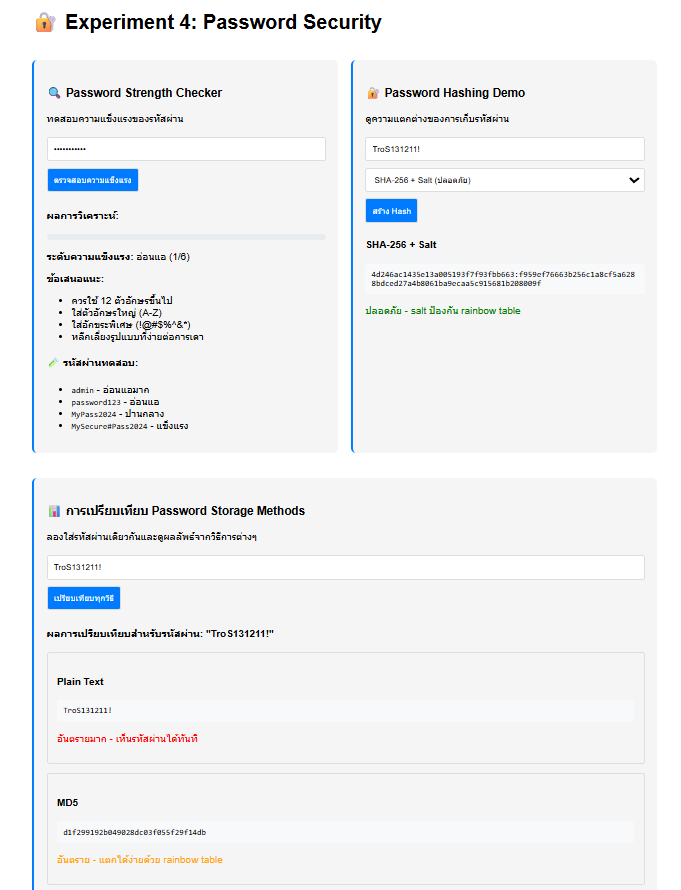 🔐 Experiment 4: Password Security
🔍 Password Strength Checker
ทดสอบความแข็งแรงของรหัสผ่าน
•••••••••••
ตรวจสอบความแข็งแรง
ผลการวิเคราะห์:
ระดับความแข็งแรง: อ่อนแอ (1/6)
ข้อเสนอแนะ:
• ควรใช้ 12 ตัวอักษรขึ้นไป
• ใส่ตัวอักษรใหญ่ (A-Z)
• ใส่อักขระพิเศษ (!@#$%^&*)
• หลีกเลี่ยงรูปแบบที่ง่ายต่อการเดา
🧪 รหัสผ่านทดสอบ:
• admin - อ่อนแอมาก
• password123 - อ่อนแอ
• MyPass2024 - ปานกลาง
• MySecure#Pass2024 - แข็งแรง
🔐 Password Hashing Demo
ดูความแตกต่างของการเก็บรหัสผ่าน
TroS131211!
SHA-256 + Salt (ปลอดภัย)
สร้าง Hash
SHA-256 + Salt
4d246ac1435e13a005193f7f93fbb663:f959ef76663b256c1a8cf5a628
8bdced27a4b8061ba9ecaa5c915681b208009f
ปลอดภัย - salt ป้องกัน rainbow table
📊 การเปรียบเทียบ Password Storage Methods
ลองใส่รหัสผ่านเดียวกันและดูผลลัพธ์จากวิธีการต่างๆ
TroS131211!
เปรียบเทียบทุกวิธี
ผลการเปรียบเทียบสำหรับรหัสผ่าน: "TroS131211!"
Plain Text
TroS131211!
อันตรายมาก - เห็นรหัสผ่านได้ทันที
MD5
d1f299192b049028dc03f055f29f14db
อันตราย - แตกได้ง่ายด้วย rainbow table